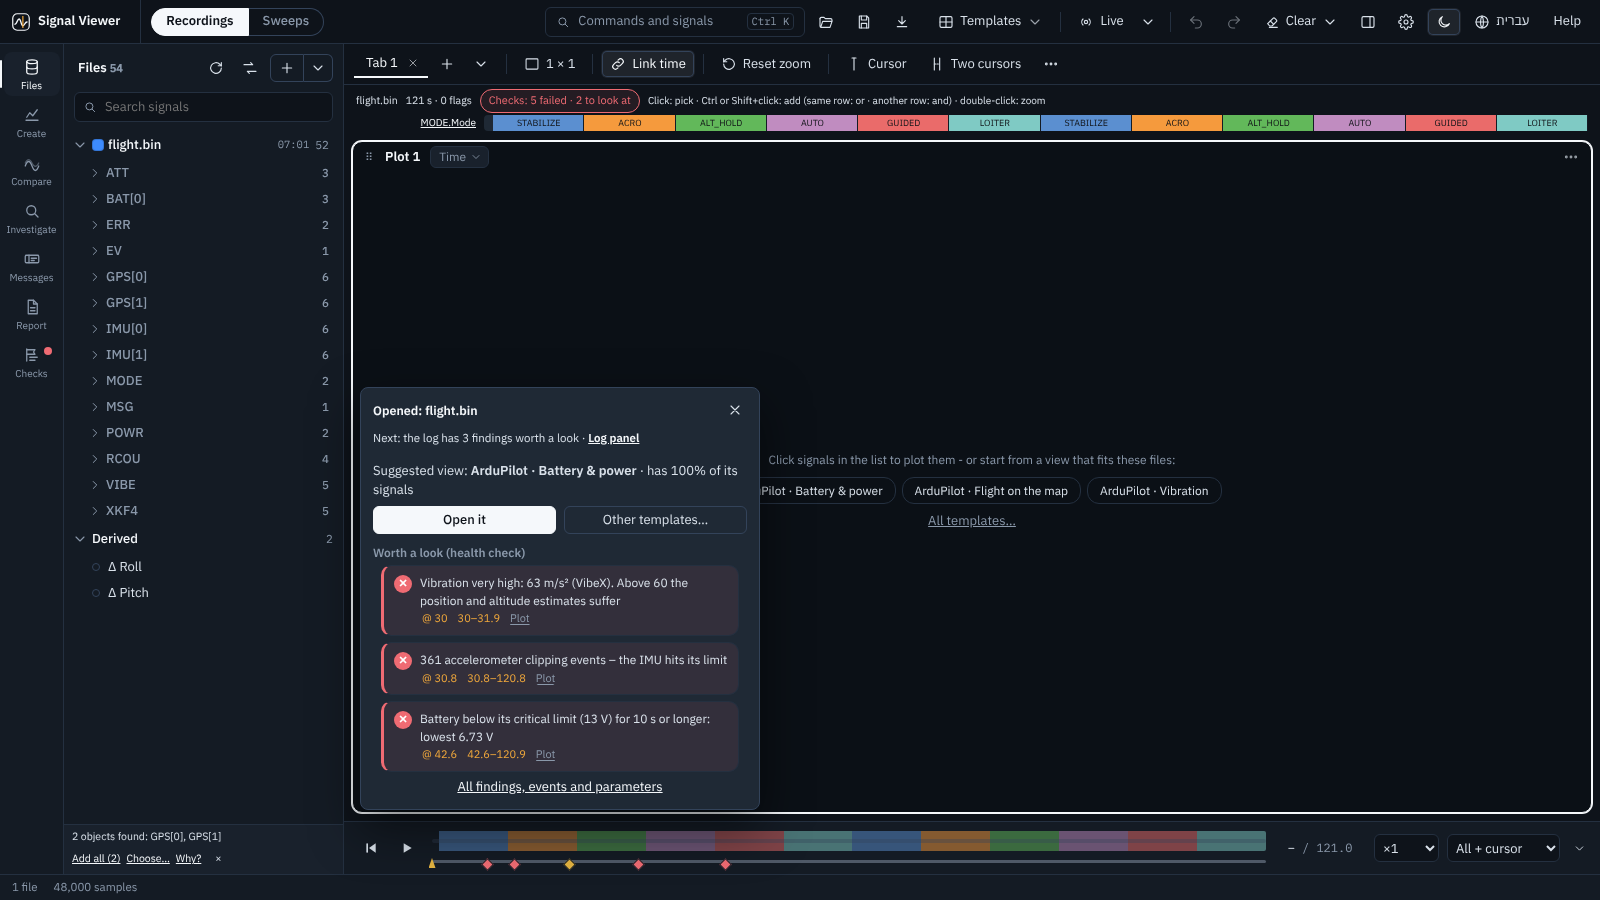 Signal Viewer
Recordings
Sweeps
Commands and signals
Ctrl K
Templates
Live
Clear
עברית
Help
Files
Create
Compare
Investigate
Messages
Report
Checks
Files 54
Search signals
flight.bin 07:01 52
ATT 3
BAT[0] 3
ERR 2
EV 1
GPS[0] 6
GPS[1] 6
IMU[0] 6
IMU[1] 6
MODE 2
MSG 1
POWR 2
RCOU 4
VIBE 5
XKF4 5
Derived 2
Δ Roll
Δ Pitch
2 objects found: GPS[0], GPS[1]
Add all (2) Choose... Why? ×
Tab 1 ×
1 × 1
Link time
Reset zoom
Cursor
Two cursors
flight.bin 121 s · 0 flags
Checks: 5 failed · 2 to look at
Click: pick · Ctrl or Shift+click: add (same row: or · another row: and) · double-click: zoom
MODE.Mode STABILIZE ACRO ALT_HOLD AUTO GUIDED LOITER STABILIZE ACRO ALT_HOLD AUTO GUIDED LOITER
Plot 1 Time
Click signals in the list to plot them - or start from a view that fits these files:
Pilot · Battery & power
ArduPilot · Flight on the map
ArduPilot · Vibration
All templates...
Opened: flight.bin
Next: the log has 3 findings worth a look · Log panel
Suggested view: ArduPilot · Battery & power · has 100% of its
signals
Open it
Other templates...
Worth a look (health check)
Vibration very high: 63 m/s² (VibeX). Above 60 the
position and altitude estimates suffer
@ 30 30–31.9 Plot
361 accelerometer clipping events – the IMU hits its limit
@ 30.8 30.8–120.8 Plot
Battery below its critical limit (13 V) for 10 s or longer:
lowest 6.73 V
@ 42.6 42.6–120.9 Plot
All findings, events and parameters
– / 121.0
×1
All + cursor
1 file 48,000 samples